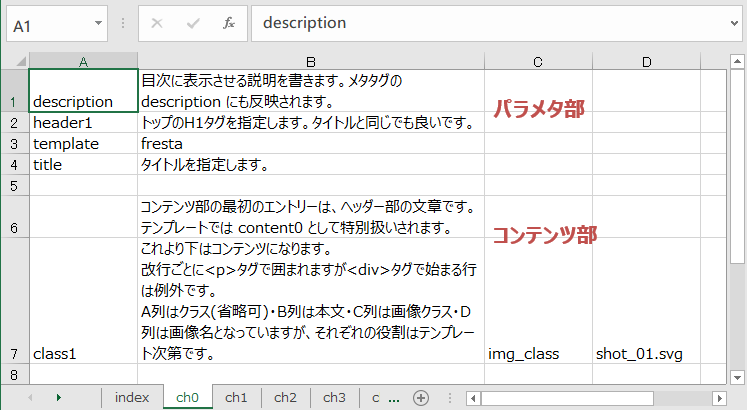 A1
fx
description
A
B
C
D
1
description
目次に表示させる説明を書きます。メタタグの
description にも反映されます。
パラメタ部
2
header1
トップのH1タグを指定します。タイトルと同じでも良いです。
3
template
fresta
4
title
タイトルを指定します。
5
6
コンテンツ部の最初のエントリーは、ヘッダー部の文章です。
テンプレートでは content0 として特別扱いされます。
コンテンツ部
7
class1
これより下はコンテンツになります。
改行ごとに<p>タグで囲まれますが<div>タグで始まる行
は例外です。
A列はクラス(省略可)・B列は本文・C列は画像クラス・D
列は画像名となっていますが、それぞれの役割はテンプレー
ト次第です。
img_class
shot_01.svg
8
index
ch0
ch1
ch2
ch3
c ...